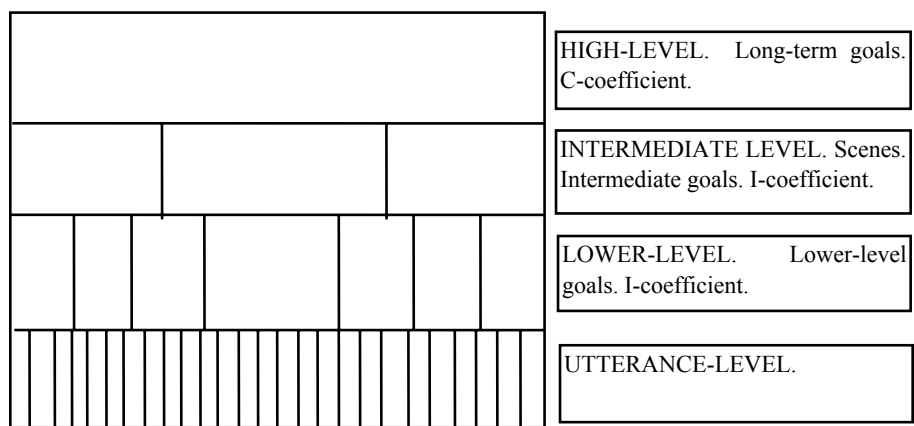 HIGH-LEVEL. Long-term goals.
C-coefficient.
INTERMEDIATE LEVEL. Scenes.
Intermediate goals. I-coefficient.
LOWER-LEVEL. Lower-level
goals. I-coefficient.
UTTERANCE-LEVEL.